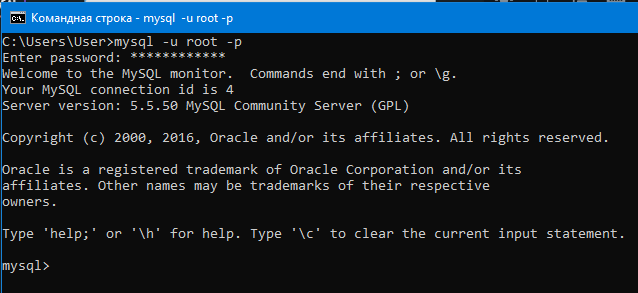 Командная строка - mysql -u root -p
C:\Users\User>mysql -u root -p
Enter password: ************
Welcome to the MySQL monitor.  Commands end with ; or \g.
Your MySQL connection id is 4
Server version: 5.5.50 MySQL Community Server (GPL)
Copyright (c) 2000, 2016, Oracle and/or its affiliates. All rights reserved.
Oracle is a registered trademark of Oracle Corporation and/or its
affiliates. Other names may be trademarks of their respective
owners.
Type 'help;' or '\h' for help. Type '\c' to clear the current input statement.
mysql>